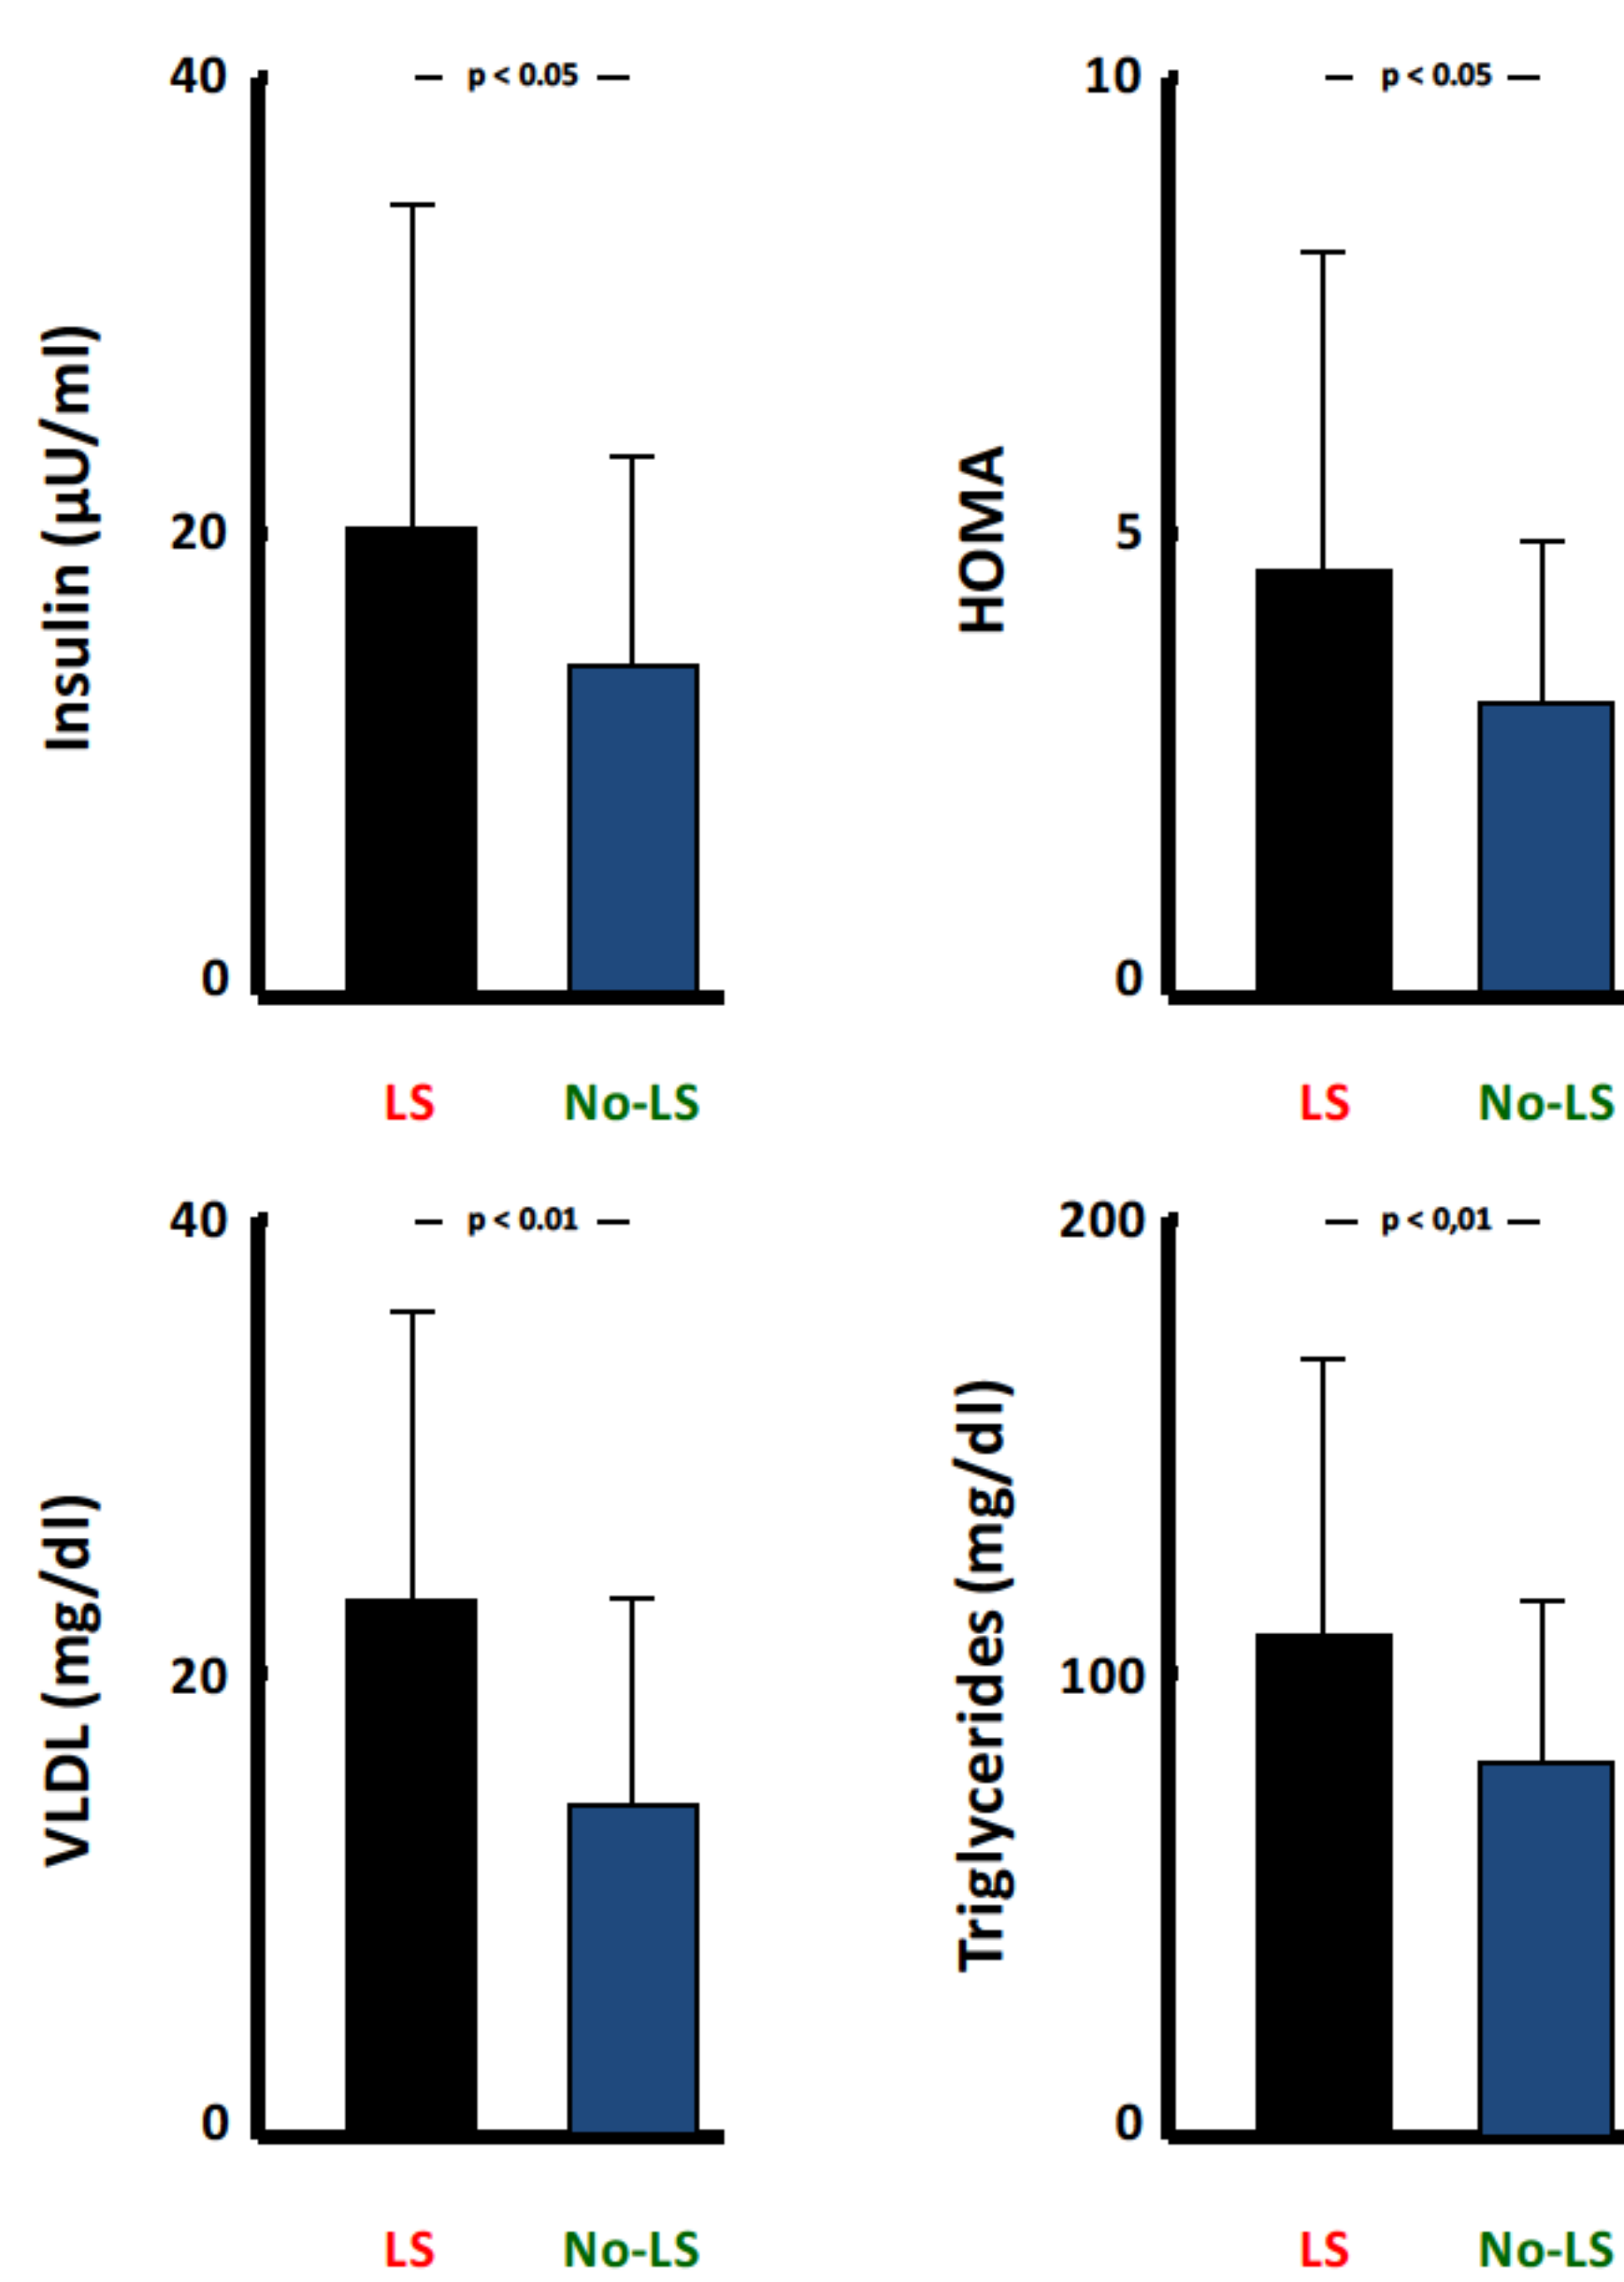 Insulin (µU/ml)
40
20
0
p < 0.05
LS
No-LS
HOMA
10
5
0
p < 0.05
LS
No-LS
VLDL (mg/dl)
40
20
0
p < 0.01
LS
No-LS
Triglycerides (mg/dl)
200
100
0
p < 0,01
LS
No-LS